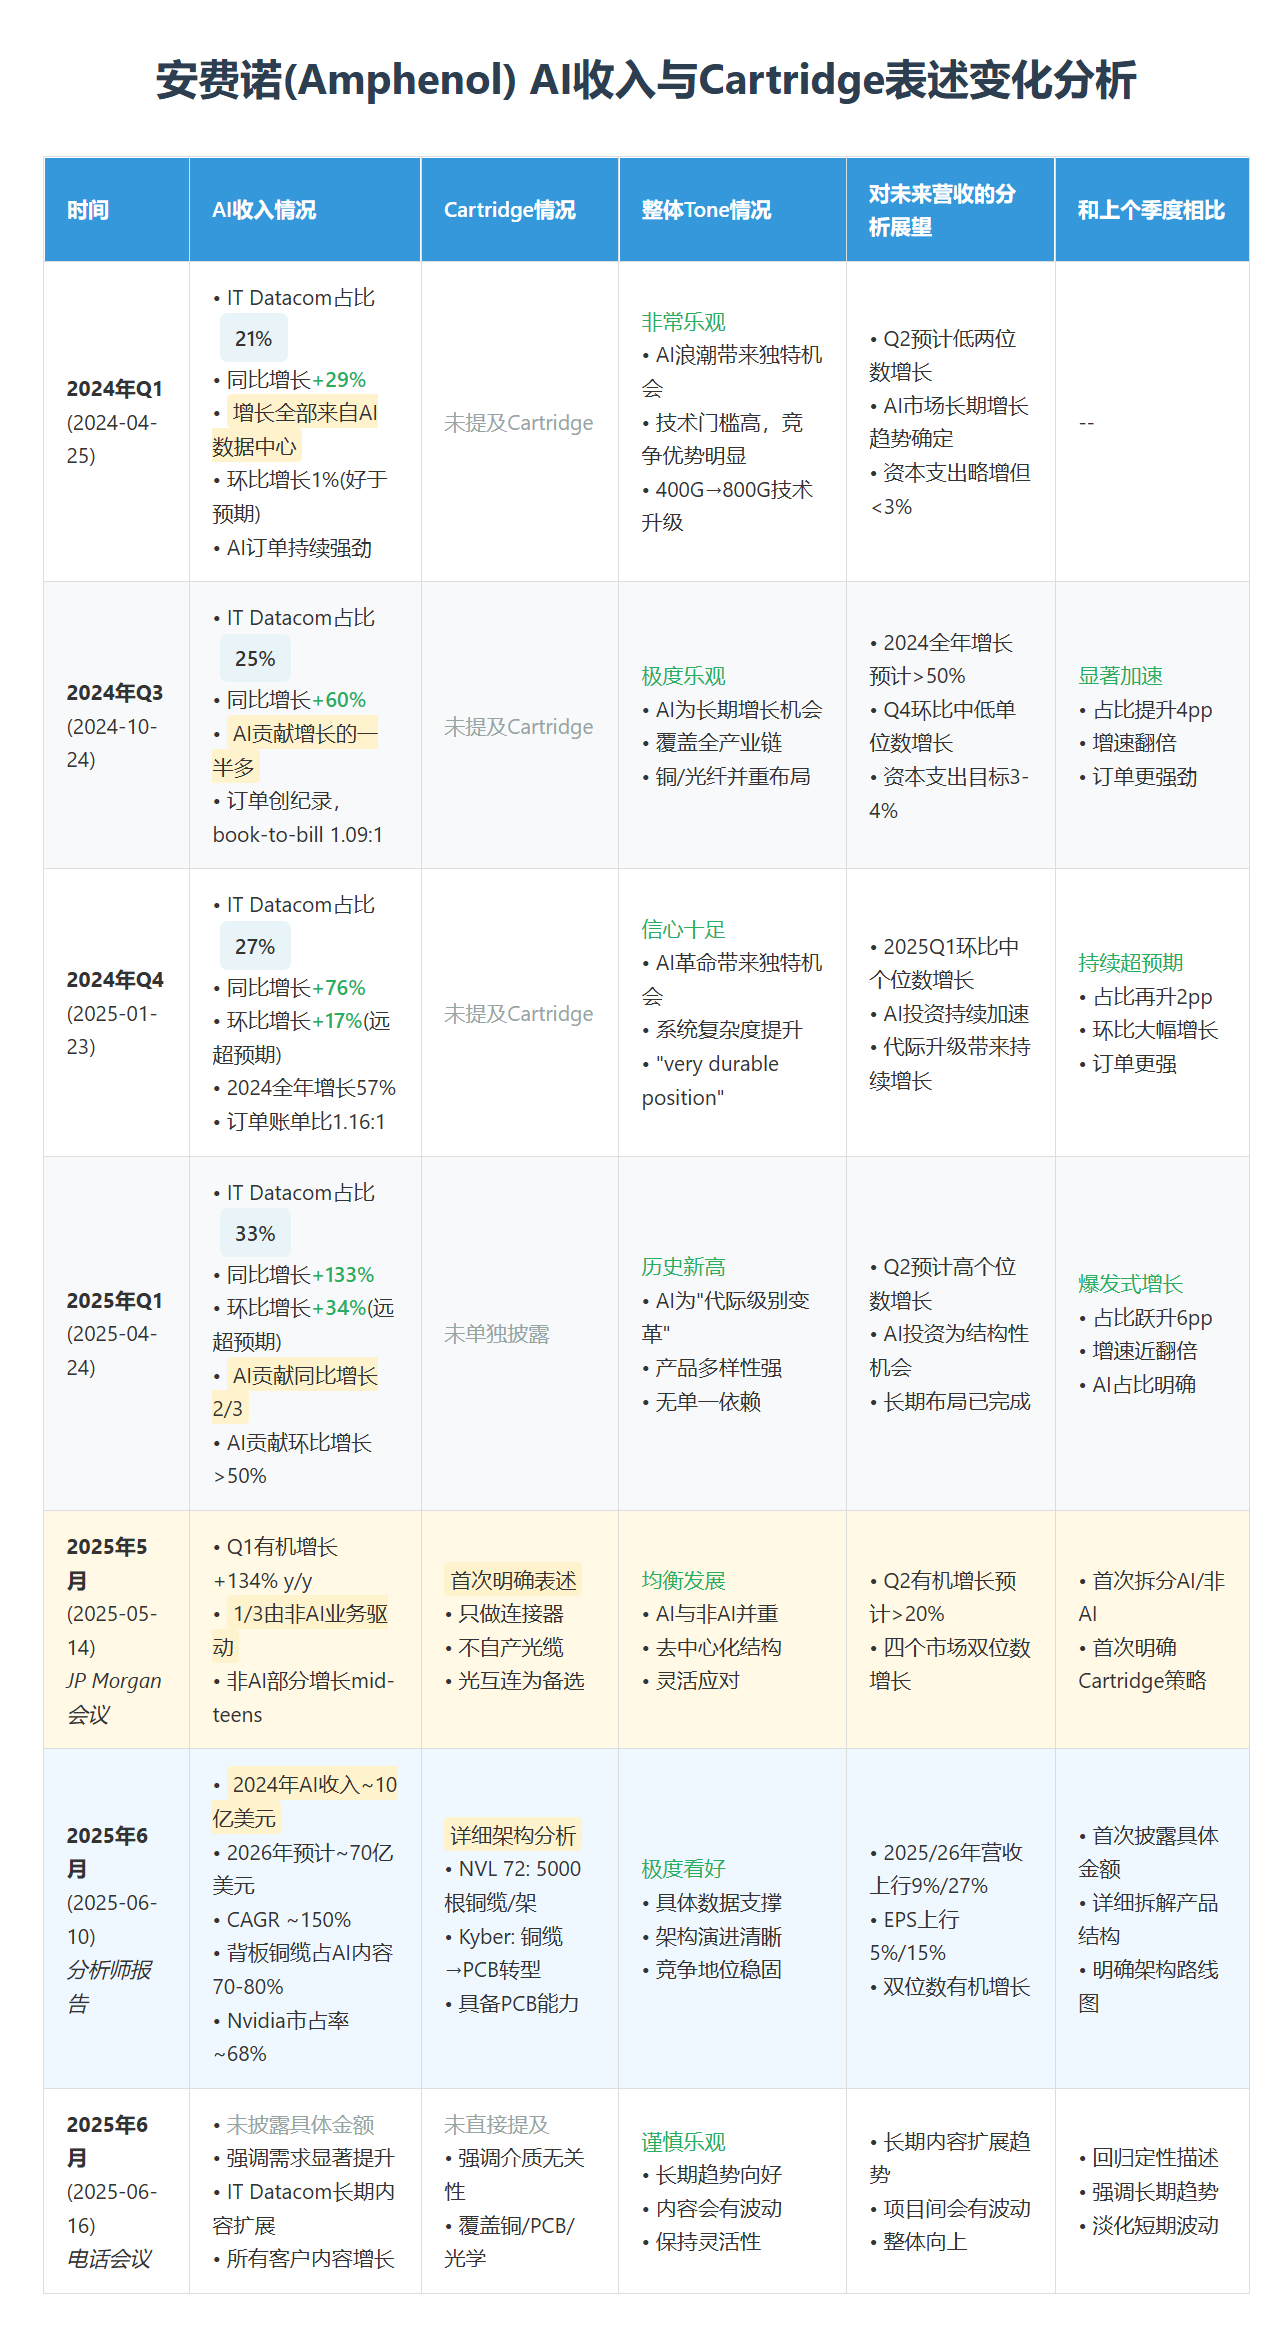 安费诺(Amphenol) AI收入与Cartridge表述变化分析
时间
AI收入情况
Cartridge情况
整体Tone情况
对未来营收的分
析展望
和上个季度相比
2024年Q1
(2024-04-
25)
• IT Datacom占比
21%
• 同比增长+29%
• 增长全部来自AI
数据中心
• 环比增长1%(好于
预期)
• AI订单持续强劲
未提及Cartridge
非常乐观
• AI浪潮带来独特机
会
• 技术门槛高，竞
争优势明显
• 400G→800G技术
升级
• Q2预计低两位
数增长
• AI市场长期增长
趋势确定
• 资本支出略增但
<3%
--
2024年Q3
(2024-10-
24)
• IT Datacom占比
25%
• 同比增长+60%
• AI贡献增长的一
半多
• 订单创纪录，
book-to-bill 1.09:1
未提及Cartridge
极度乐观
• AI为长期增长机会
• 覆盖全产业链
• 铜/光纤并重布局
• 2024全年增长
预计>50%
• Q4环比中低单
位数增长
• 资本支出目标3-
4%
显著加速
• 占比提升4pp
• 增速翻倍
• 订单更强劲
2024年Q4
(2025-01-
23)
• IT Datacom占比
27%
• 同比增长+76%
• 环比增长+17%(远
超预期)
• 2024全年增长57%
• 订单账单比1.16:1
未提及Cartridge
信心十足
• AI革命带来独特机
会
• 系统复杂度提升
• "very durable
position"
• 2025Q1环比中
个位数增长
• AI投资持续加速
• 代际升级带来持
续增长
持续超预期
• 占比再升2pp
• 环比大幅增长
• 订单更强
2025年Q1
(2025-04-
24)
• IT Datacom占比
33%
• 同比增长+133%
• 环比增长+34%(远
超预期)
• AI贡献同比增长
2/3
• AI贡献环比增长
>50%
未单独披露
历史新高
• AI为"代际级别变
革"
• 产品多样性强
• 无单一依赖
• Q2预计高个位
数增长
• AI投资为结构性
机会
• 长期布局已完成
爆发式增长
• 占比跃升6pp
• 增速近翻倍
• AI占比明确
2025年5
月
(2025-05-
14)
JP Morgan
会议
• Q1有机增长
+134% y/y
• 1/3由非AI业务驱
动
• 非AI部分增长mid-
teens
首次明确表述
• 只做连接器
• 不自产光缆
• 光互连为备选
均衡发展
• AI与非AI并重
• 去中心化结构
• 灵活应对
• Q2有机增长预
计>20%
• 四个市场双位数
增长
• 首次拆分AI/非
AI
• 首次明确
Cartridge策略
2025年6
月
(2025-06-
10)
分析师报
告
• 2024年AI收入~10
亿美元
• 2026年预计~70亿
美元
• CAGR ~150%
• 背板铜缆占AI内容
70-80%
• Nvidia市占率
~68%
详细架构分析
• NVL 72: 5000
根铜缆/架
• Kyber: 铜缆
→PCB转型
• 具备PCB能力
极度看好
• 具体数据支撑
• 架构演进清晰
• 竞争地位稳固
• 2025/26年营收
上行9%/27%
• EPS上行
5%/15%
• 双位数有机增长
• 首次披露具体
金额
• 详细拆解产品
结构
• 明确架构路线
图
2025年6
月
(2025-06-
16)
电话会议
• 未披露具体金额
• 强调需求显著提升
• IT Datacom长期内
容扩展
• 所有客户内容增长
未直接提及
• 强调介质无关
性
• 覆盖铜/PCB/
光学
谨慎乐观
• 长期趋势向好
• 内容会有波动
• 保持灵活性
• 长期内容扩展趋
势
• 项目间会有波动
• 整体向上
• 回归定性描述
• 强调长期趋势
• 淡化短期波动